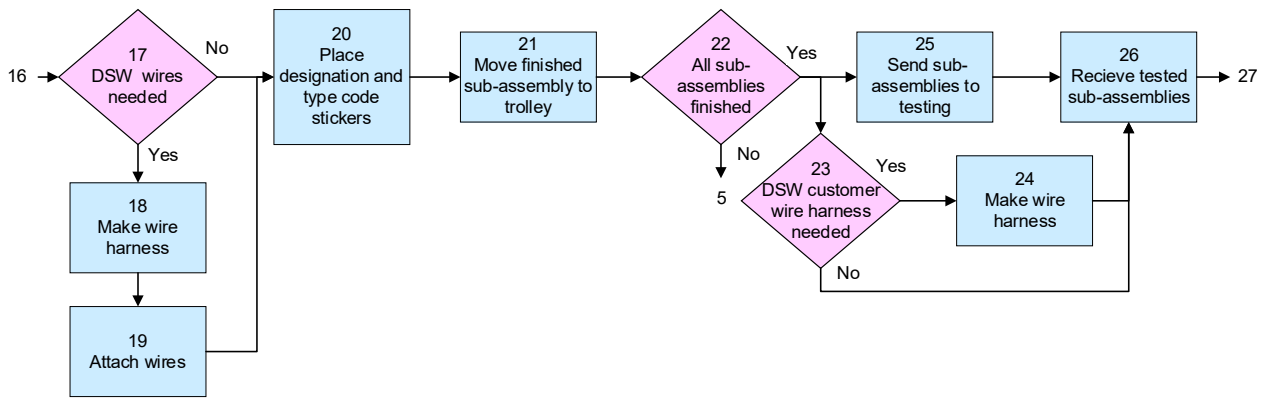 16
17
DSW wires
needed
No
Yes
18
Make wire
harness
19
Attach wires
20
Place
designation and
type code
stickers
21
Move finished
sub-assembly to
trolley
22
All sub-
assemblies
finished
Yes
No
5
23
DSW customer
wire harness
needed
Yes
No
24
Make wire
harness
25
Send sub-
assemblies to
testing
26
Recieve tested
sub-assemblies
27